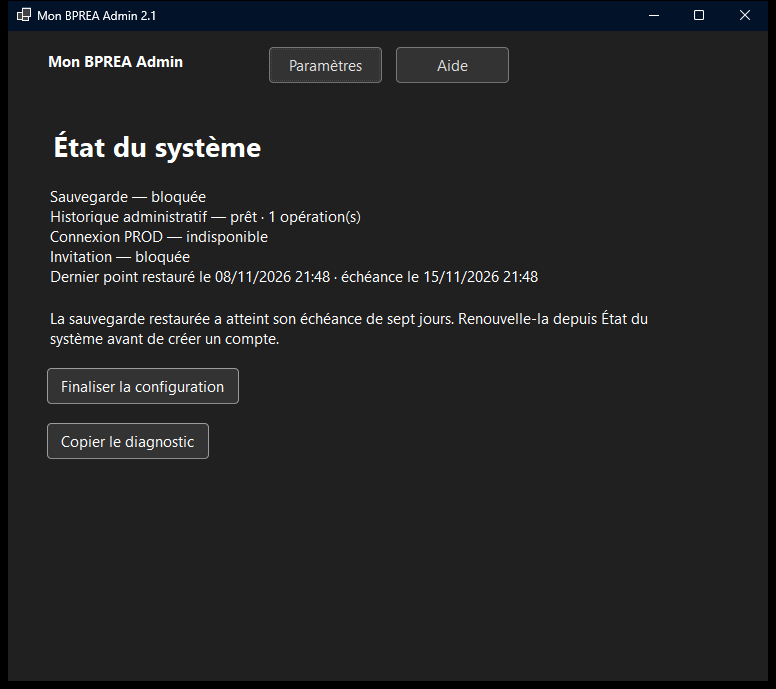 Mon BPREA Admin 2.1
Mon BPREA Admin
Paramètres
Aide
État du système
Sauvegarde — bloquée
Historique administratif — prêt · 1 opération(s)
Connexion PROD — indisponible
Invitation — bloquée
Dernier point restauré le 08/11/2026 21:48 · échéance le 15/11/2026 21:48
La sauvegarde restaurée a atteint son échéance de sept jours. Renouvelle-la depuis État du
système avant de créer un compte.
Finaliser la configuration
Copier le diagnostic